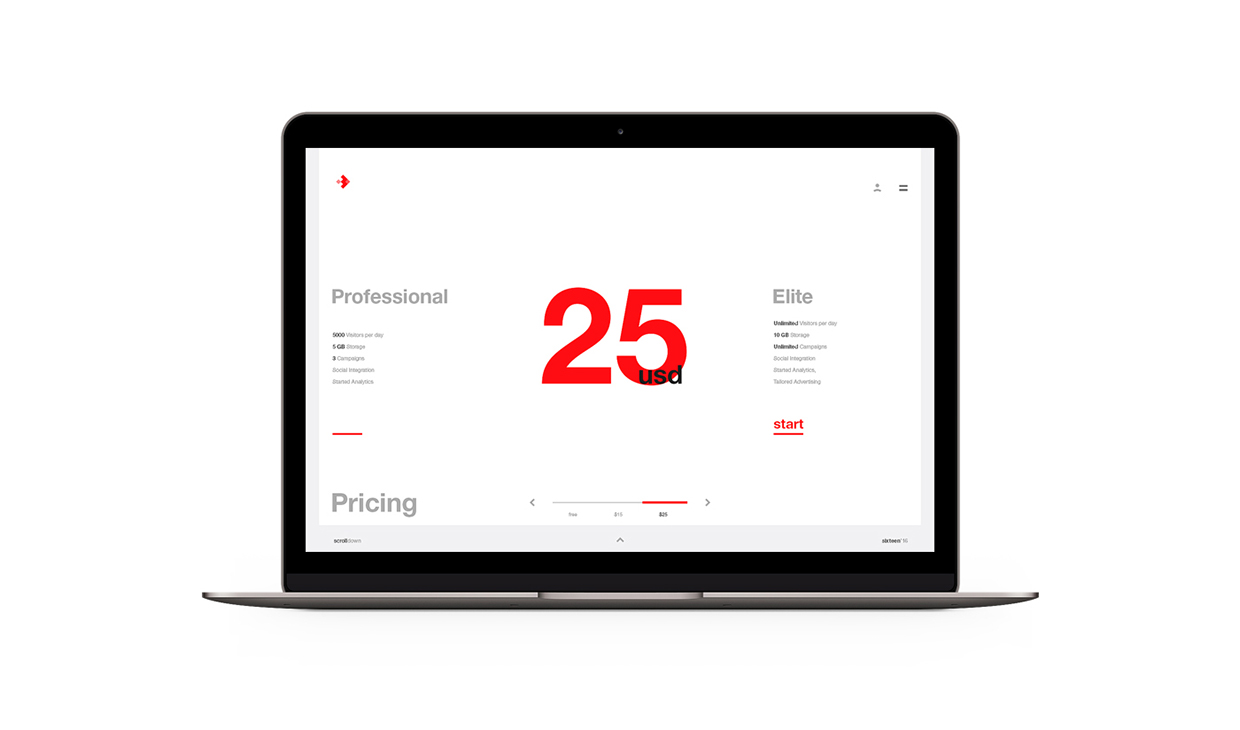 Professional
5000 Visitors per day
5 GB Storage
3 Campaigns
Social Integration
Started Analytics
25
usd
Elite
Unlimited Visitors per day
10 GB Storage
Unlimited Campaigns
Social Integration
Started Analytics,
Tailored Advertising
start
Pricing
free
$15
$25
scrolldown
sixteen' 16.